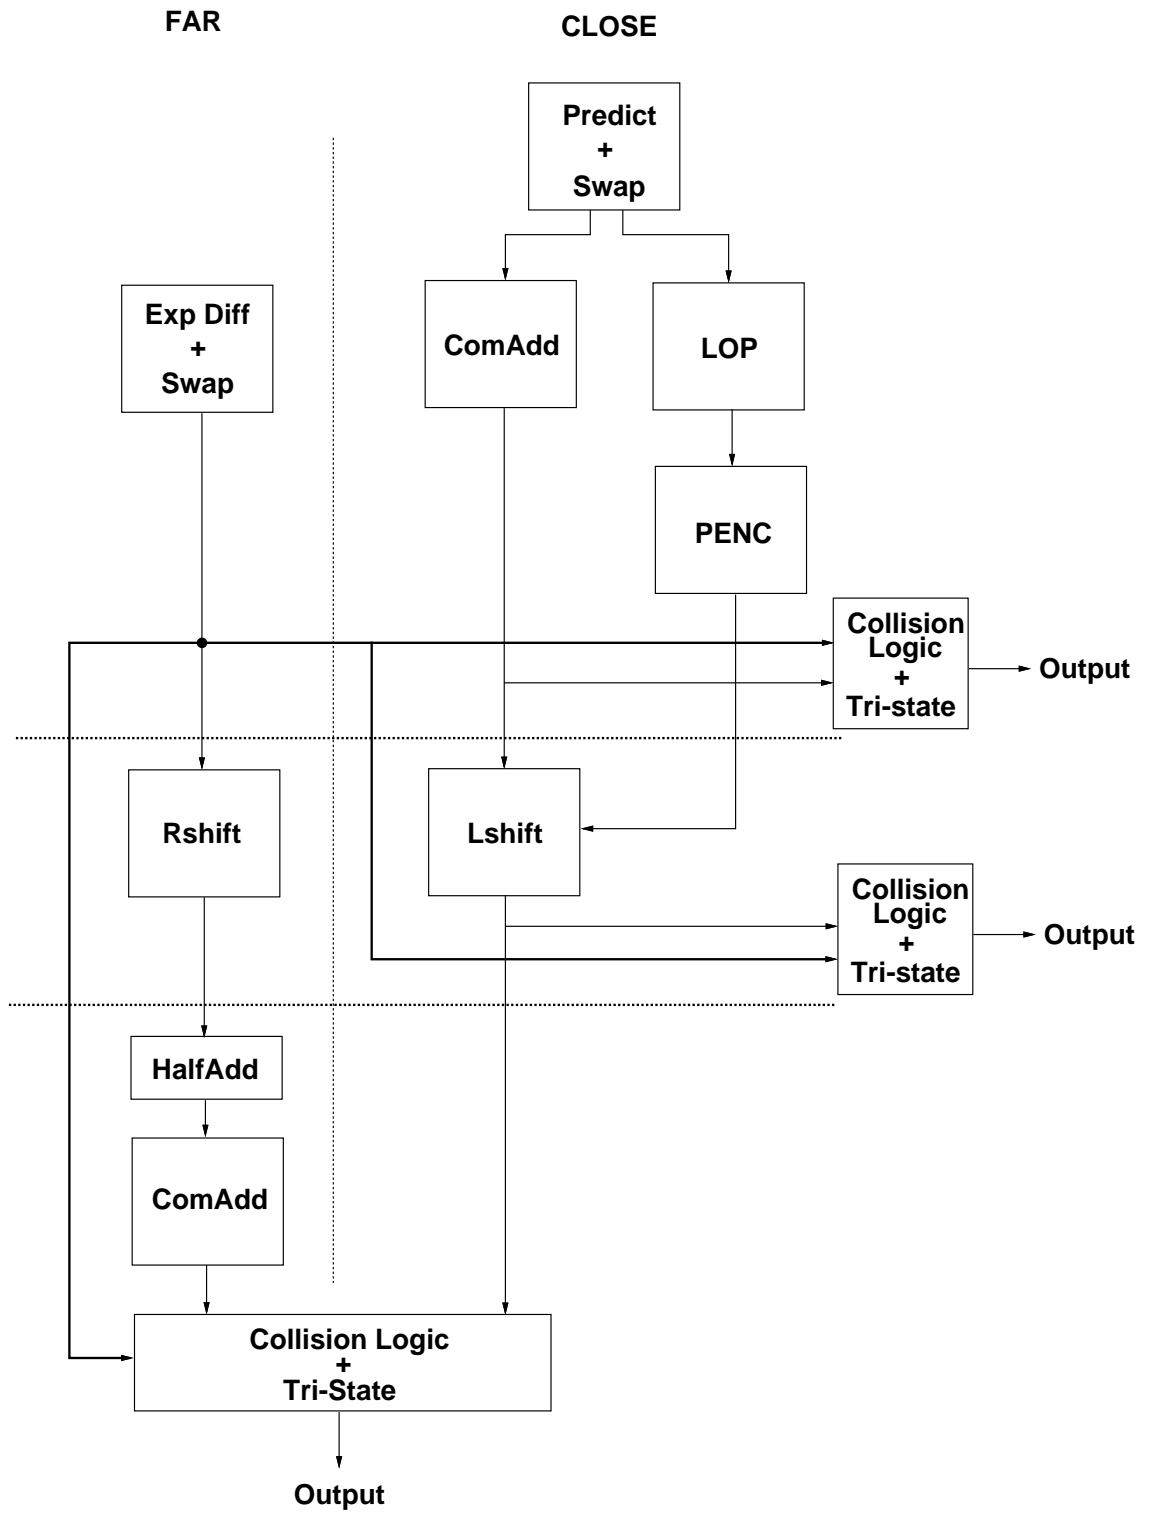 FAR
CLOSE
Predict
+
Swap
Exp Diff
+
Swap
ComAdd
LOP
PENC
Collision
Logic
+
Tri-state
Output
Rshift
Lshift
Collision
Logic
+
Tri-state
Output
HalfAdd
ComAdd
Collision Logic
+
Tri-State
Output